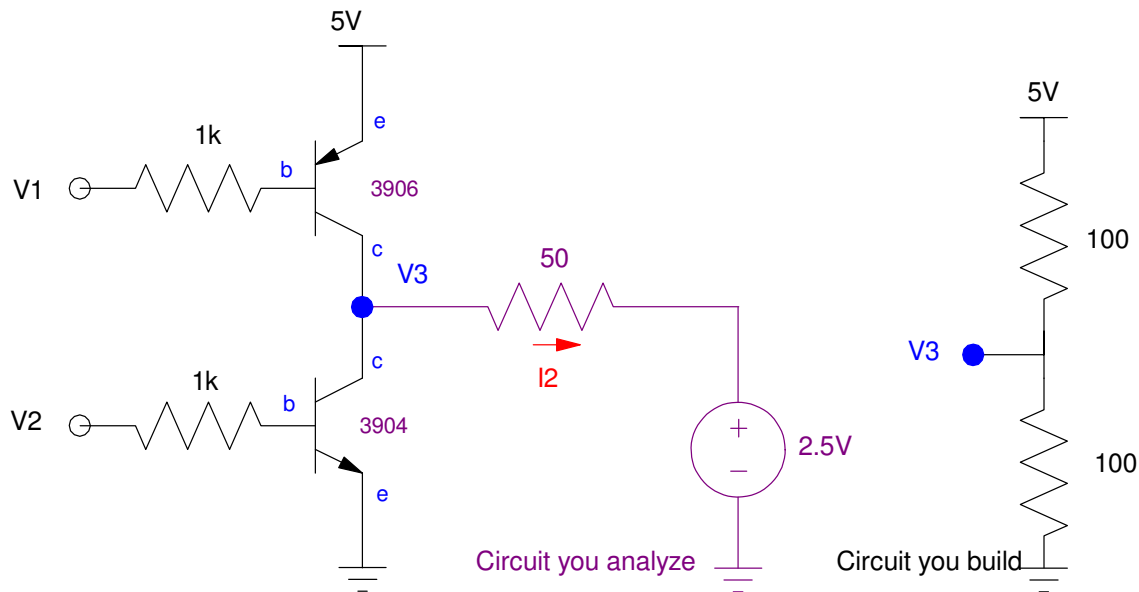 5V
e
1k
b
V1
3906
c
V3
50
I2
c
1k
b
V2
3904
e
+
−
2.5V
Circuit you analyze
5V
100
V3
100
Circuit you build